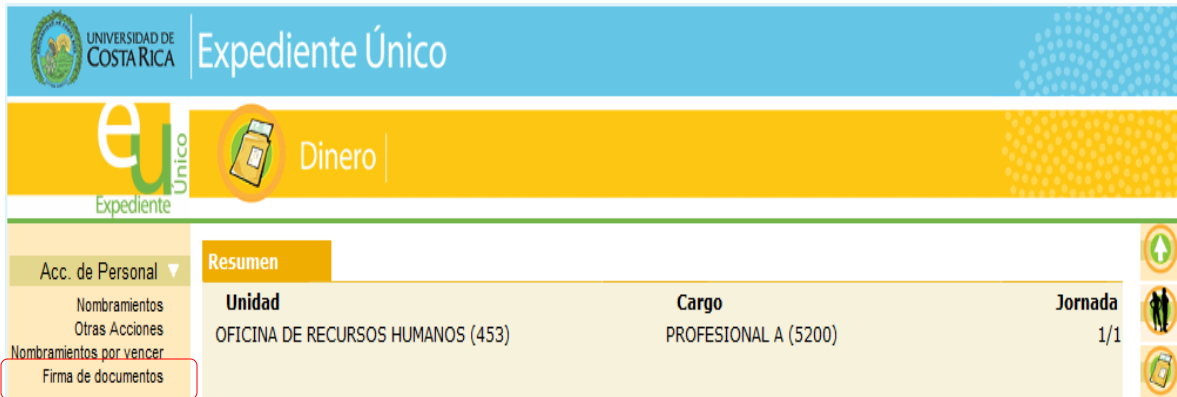 UNIVERSIDAD DE
COSTA RICA
Expediente Único
eu
Único
Expediente
Dinero
Acc. de Personal
Nombramientos
Otras Acciones
Nombramientos por vencer
Firma de documentos
Resumen
Unidad Cargo Jornada
OFICINA DE RECURSOS HUMANOS (453) PROFESIONAL A (5200) 1/1